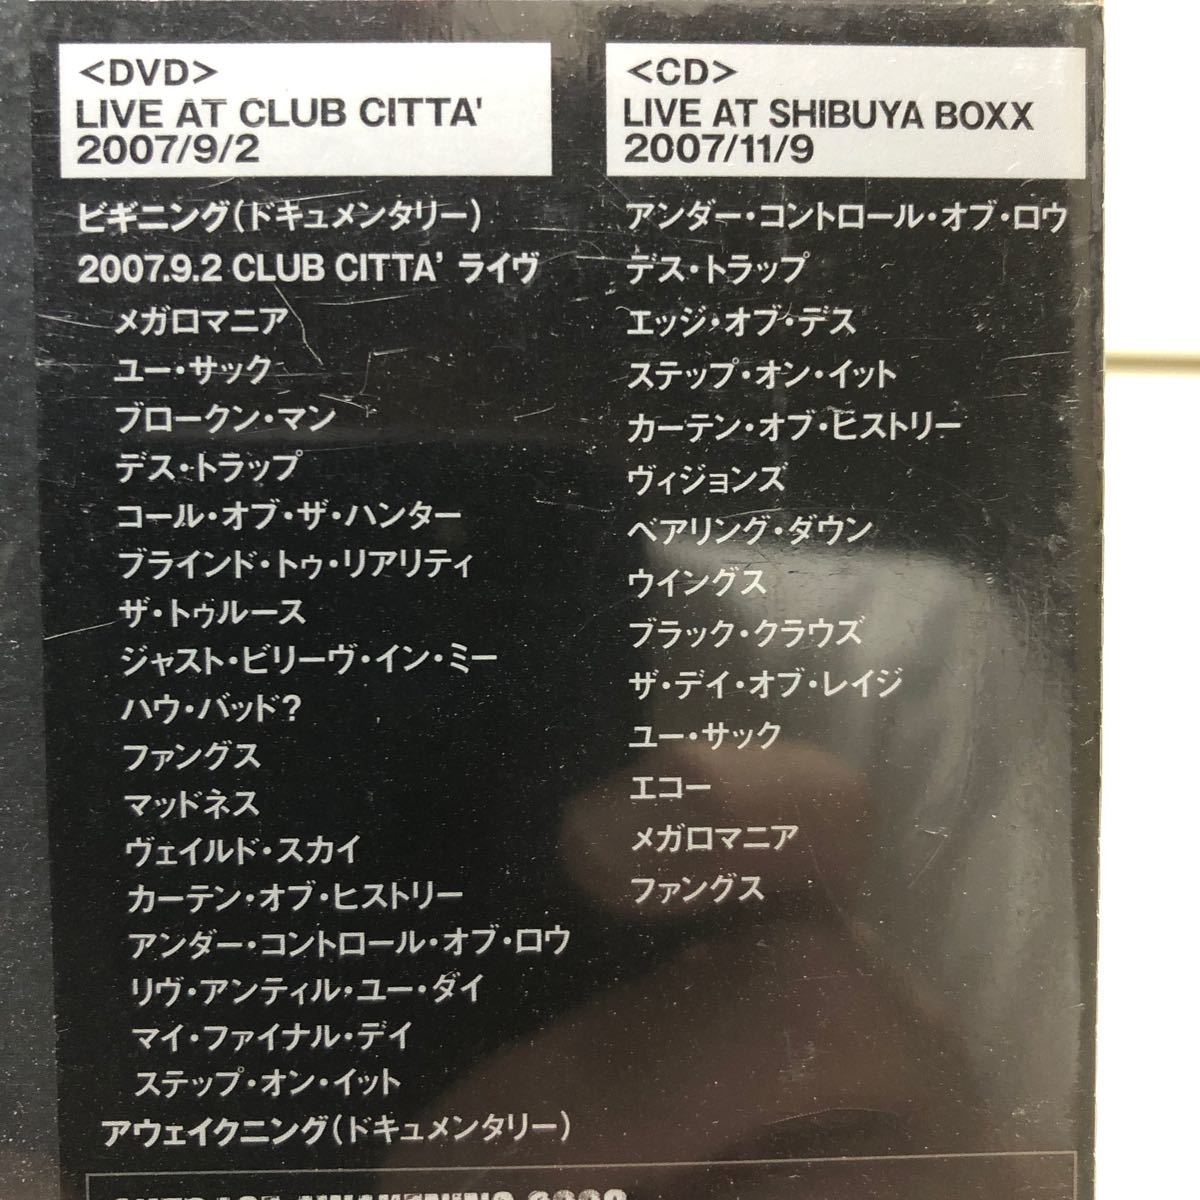 <DVD>
LIVE AT CLUB CITTA'
2007/9/2
ビギニング(ドキュメンタリー)
2007.9.2 CLUB CITTA' ライヴ
メガロマニア
ユー・サック
ブロークン・マン
デス・トラップ
コール・オブ・ザ・ハンター
ブラインド・トゥ・リアリティ
ザ・トゥルース
ジャスト・ビリーヴ・イン・ミー
ハウ・バッド?
ファングス
マッドネス
ヴェイルド・スカイ
カーテン・オブ・ヒストリー
アンダー・コントロール・オブ・ロウ
リヴ・アンティル・ユー・ダイ
マイ・ファイナル・デイ
ステップ・オン・イット
アウェイクニング(ドキュメンタリー)
<CD>
LIVE AT SHIBUYA BOXX
2007/11/9
アンダー・コントロール・オブ・ロウ
デス・トラップ
エッジ・オブ・デス
ステップ・オン・イット
カーテン・オブ・ヒストリー
ヴィジョンズ
ベアリング・ダウン
ウイングス
ブラック・クラウズ
ザ・デイ・オブ・レイジ
ユー・サック
エコー
メガロマニア
ファングス